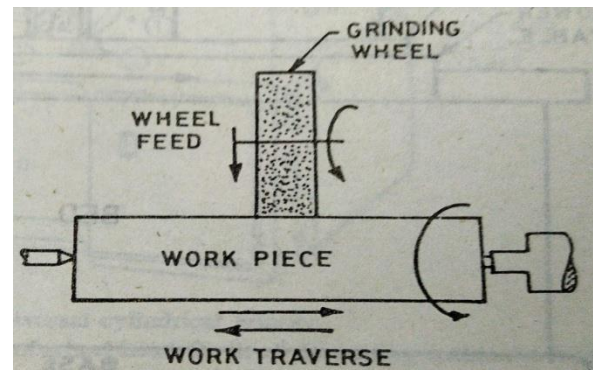 GRINDING
WHEEL
WHEEL
FEED
WORK PIECE
WORK TRAVERSE